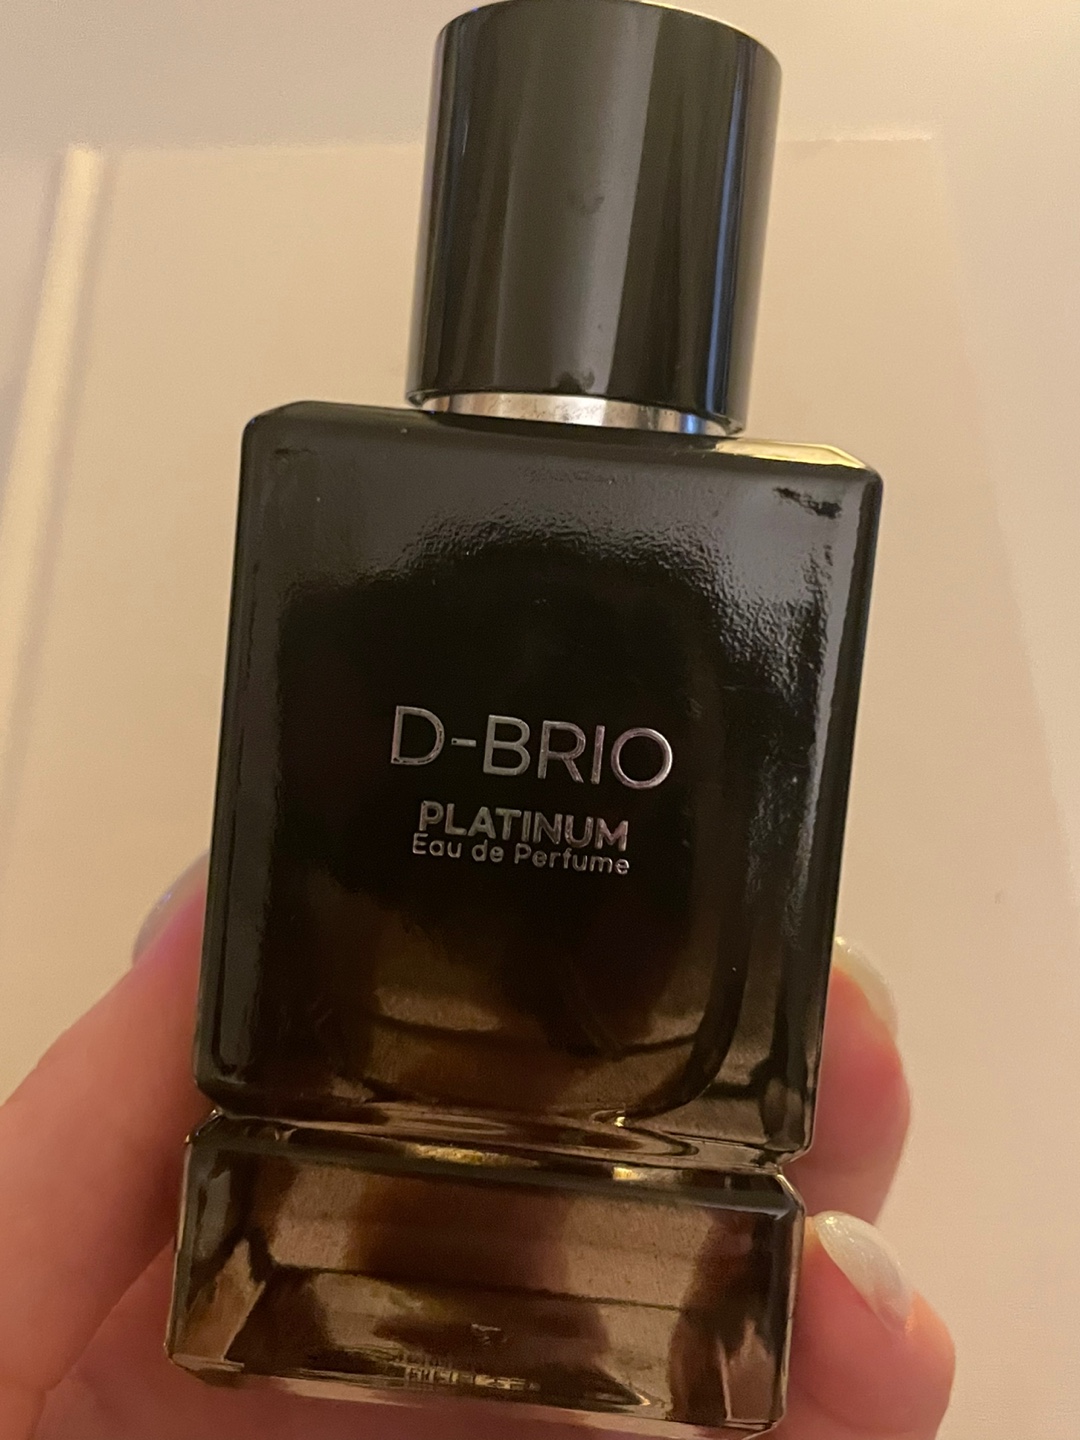 D-BRIO
PLATINUM
Eau de Perfume